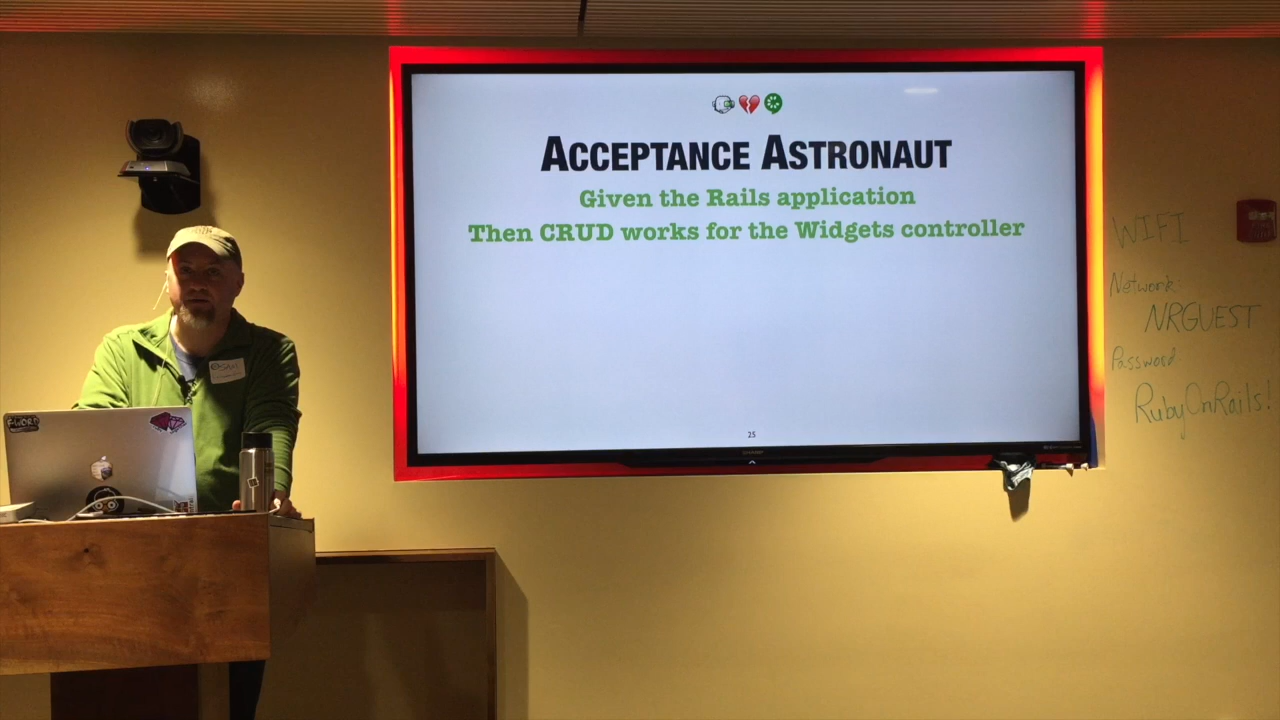 ACCEPTANCE ASTRONAUT
Given the Rails application
Then CRUD works for the Widgets controller
25
WIFI
Network:
NRGUEST
Password
RubyOnRails!